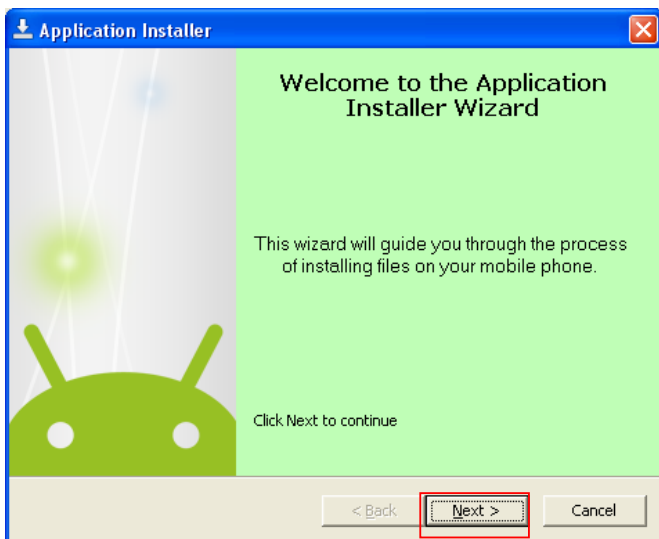 Application Installer
Welcome to the Application
Installer Wizard
This wizard will guide you through the process
of installing files on your mobile phone.
Click Next to continue
< Back Next > Cancel